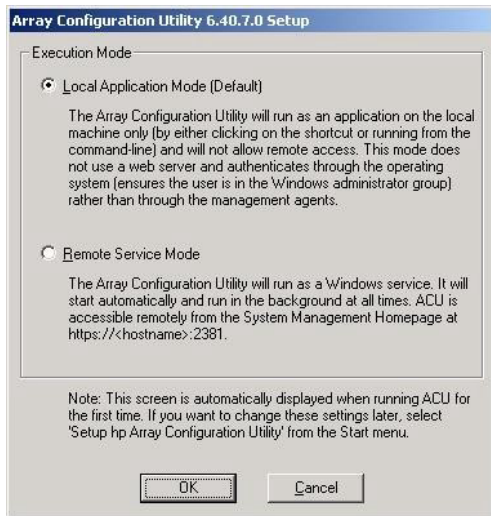 Array Configuration Utility 6.40.7.0 Setup
Execution Mode
Local Application Mode (Default)
The Array Configuration Utility will run as an application on the local
machine only (by either clicking on the shortcut or running from the
command-line) and will not allow remote access. This mode does
not use a web server and authenticates through the operating
system (ensures the user is in the Windows administrator group)
rather than through the management agents.
Remote Service Mode
The Array Configuration Utility will run as a Windows service. It will
start automatically and run in the background at all times. ACU is
accessible remotely from the System Management Homepage at
https://<hostname>:2381.
Note: This screen is automatically displayed when running ACU for
the first time. If you want to change these settings later, select
'Setup hp Array Configuration Utility' from the Start menu.
OK
Cancel